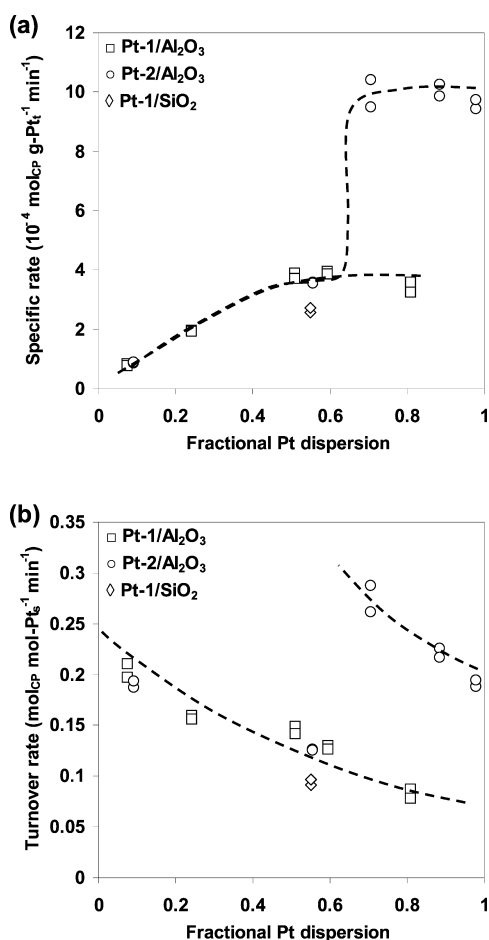 (a)
Pt-1/Al₂O₃
Pt-2/Al₂O₃
Pt-1/SiO₂
Specific rate (10⁻⁴ mol_CP g-Pt_t⁻¹ min⁻¹)
12
10
8
6
4
2
0
0 0.2 0.4 0.6 0.8 1
Fractional Pt dispersion
(b)
Pt-1/Al₂O₃
Pt-2/Al₂O₃
Pt-1/SiO₂
Turnover rate (mol_CP mol-Pt_s⁻¹ min⁻¹)
0.35
0.3
0.25
0.2
0.15
0.1
0.05
0
0 0.2 0.4 0.6 0.8 1
Fractional Pt dispersion